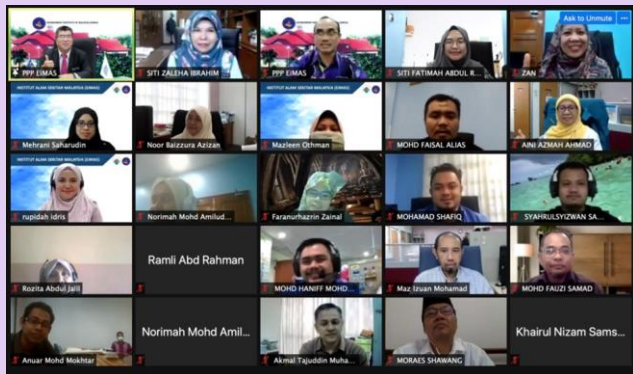 Ask to Unmute
PPP EIMAS
SITI ZALEHA IBRAHIM
PPP EIMAS
SITI FATIMAH ABDUL R...
ZAN
INSTITUT ALAM SEKITAR MALAYSIA (EiMAS)
INSTITUT ALAM SEKITAR MALAYSIA (EiMAS)
Mehrani Saharudin
Noor Baizzura Azizan
Mazleen Othman
MOHD FAISAL ALIAS
AINI AZMAH AHMAD
INSTITUT ALAM SEKITAR MALAYSIA (EiMAS)
rupidah idris
Norimah Mohd Amilud...
Faranurhazrin Zainal
MOHAMAD SHAFIQ
SYAHRULSYIZWAN SA...
Rozita Abdul Jalil
Ramli Abd Rahman
MOHD HANIFF MOHD...
Maz Izuan Mohamad
MOHD FAUZI SAMAD
Anuar Mohd Mokhtar
Norimah Mohd Amil...
Akmal Tajuddin Muha...
MORAES SHAWANG
Khairul Nizam Sams...